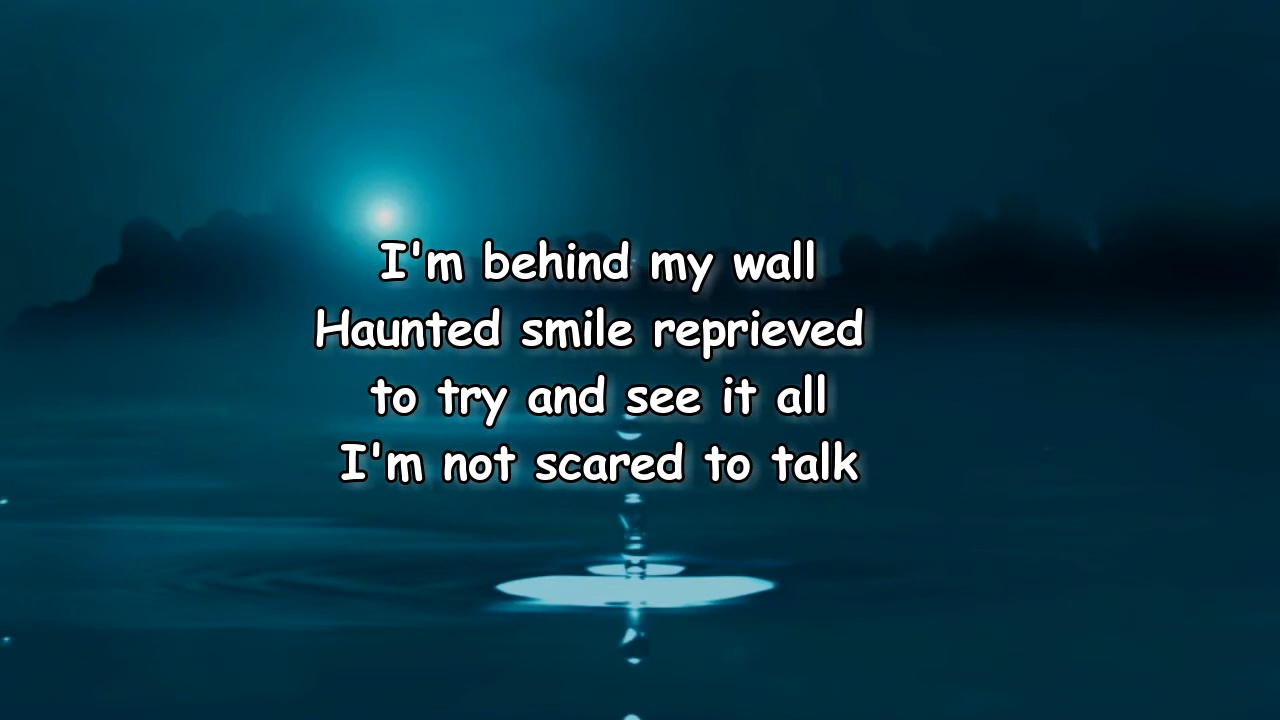 I'm behind my wall
Haunted smile reprieved
to try and see it all
I'm not scared to talk